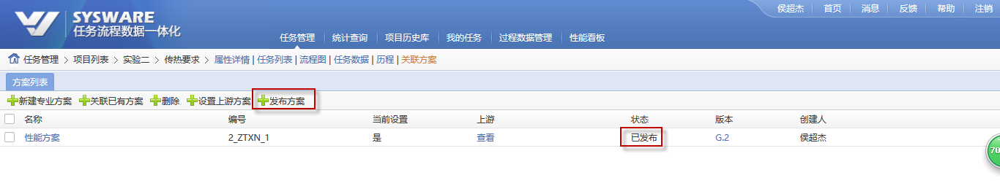 侯超杰 首页 消息 反馈 帮助 注销
SYSWARE
任务流程数据一体化
任务管理 统计查询 项目历史库 我的任务 过程数据管理 性能看板
任务管理 > 项目列表 > 实验二 > 传热要求 > 属性详情 | 任务列表 | 流程图 | 任务数据 | 历程 | 关联方案
方案列表
新建专业方案 关联已有方案 删除 设置上游方案 发布方案
名称 编号 当前设置 上游 状态 版本 创建人
性能方案 2_ZTXN_1 是 查看 已发布 G.2 侯超杰
70